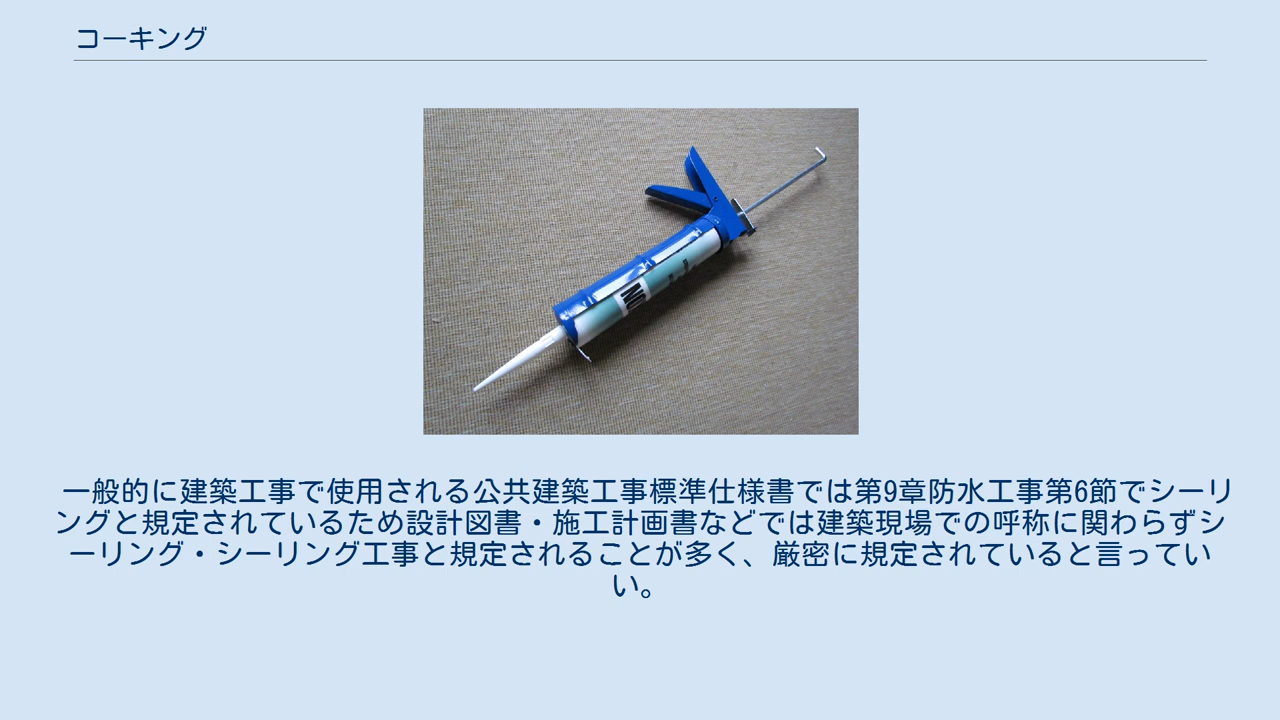 コーキング
NO
一般的に建築工事で使用される公共建築工事標準仕様書では第9章防水工事第6節でシーリ
ングと規定されているため設計図書・施工計画書などでは建築現場での呼称に関わらずシ
ーリング・シーリング工事と規定されることが多く、厳密に規定されていると言ってい
い。